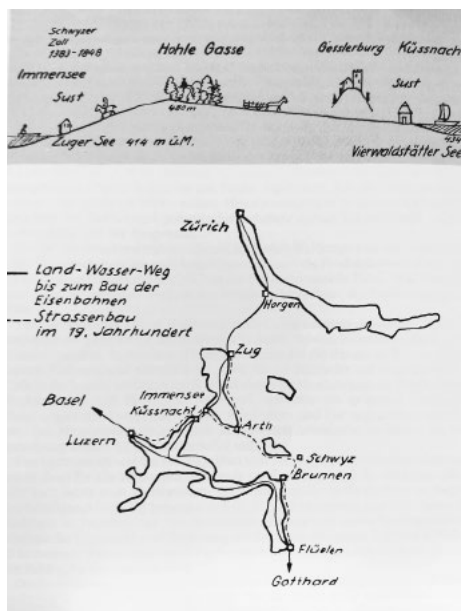 Schwyzer
Zoll
1383-1848
Hohle Gasse
Gesslerburg
Küssnach
Immensee
Sust
Sust
480m
Zuger See 414 m ü.M.
434
Vierwaldstätter See
Zürich
Land-Wasser-Weg
bis zum Bau der
Eisenbahnen
Strassenbau
im 19. Jahrhundert
Horgen
Zug
Immensee
Küssnacht
Basel
Arth
Luzern
Schwyz
Brunnen
Flüelen
Gotthard